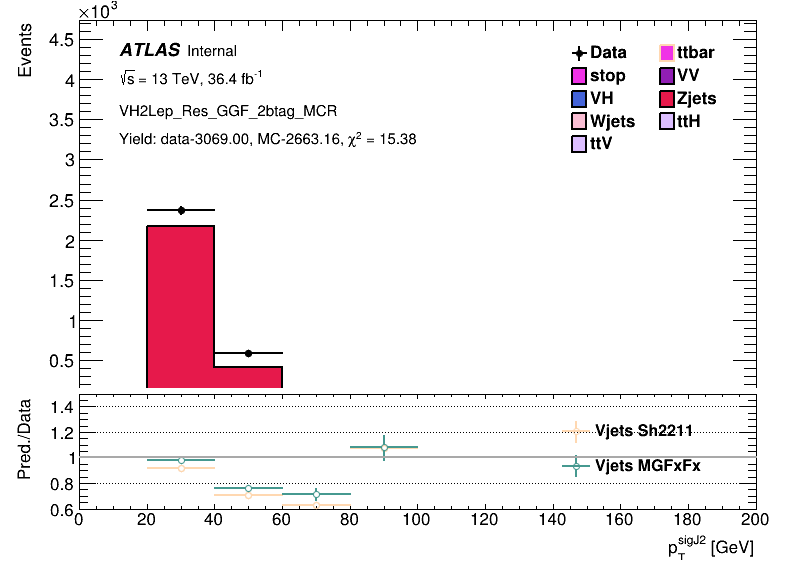 ×10³
Events
4.5
4
3.5
3
2.5
2
1.5
1
0.5
ATLAS Internal
√s = 13 TeV, 36.4 fb⁻¹
VH2Lep_Res_GGF_2btag_MCR
Yield: data-3069.00, MC-2663.16, χ² = 15.38
Data ttbar
stop VV
VH Zjets
Wjets ttH
ttV
Pred./Data
1.4
1.2
1
0.8
0.6
Vjets Sh2211
Vjets MGFxFx
0 20 40 60 80 100 120 140 160 180 200
p_T^sigJ2 [GeV]